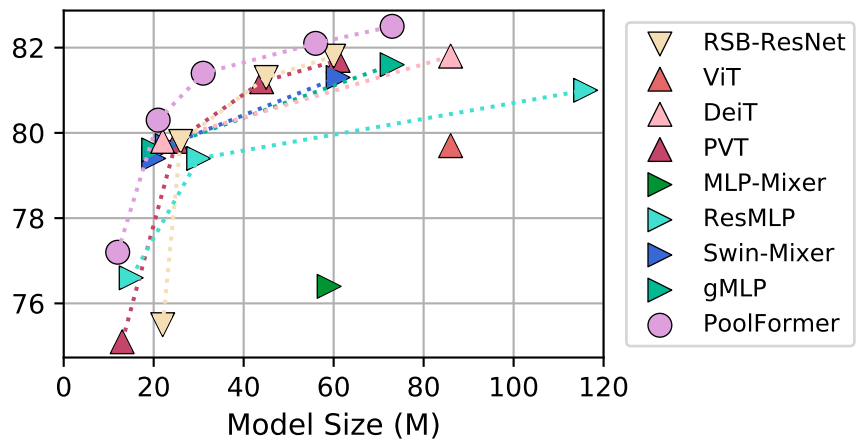 82
80
78
76
0 20 40 60 80 100 120
Model Size (M)
RSB-ResNet
ViT
DeiT
PVT
MLP-Mixer
ResMLP
Swin-Mixer
gMLP
PoolFormer